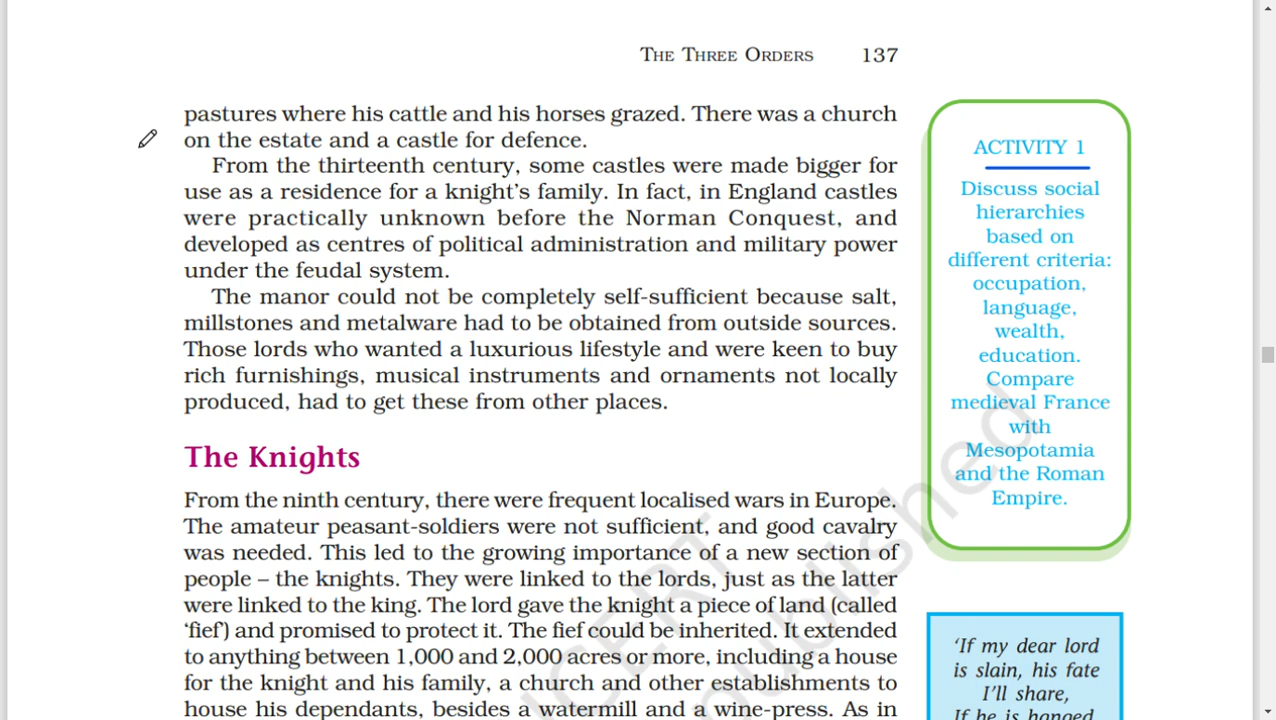 THE THREE ORDERS 137
pastures where his cattle and his horses grazed. There was a church
on the estate and a castle for defence.
From the thirteenth century, some castles were made bigger for
use as a residence for a knight's family. In fact, in England castles
were practically unknown before the Norman Conquest, and
developed as centres of political administration and military power
under the feudal system.
The manor could not be completely self-sufficient because salt,
millstones and metalware had to be obtained from outside sources.
Those lords who wanted a luxurious lifestyle and were keen to buy
rich furnishings, musical instruments and ornaments not locally
produced, had to get these from other places.
The Knights
From the ninth century, there were frequent localised wars in Europe.
The amateur peasant-soldiers were not sufficient, and good cavalry
was needed. This led to the growing importance of a new section of
people – the knights. They were linked to the lords, just as the latter
were linked to the king. The lord gave the knight a piece of land (called
'fief') and promised to protect it. The fief could be inherited. It extended
to anything between 1,000 and 2,000 acres or more, including a house
for the knight and his family, a church and other establishments to
house his dependants, besides a watermill and a wine-press. As in
ACTIVITY 1
Discuss social
hierarchies
based on
different criteria:
occupation,
language,
wealth,
education.
Compare
medieval France
with
Mesopotamia
and the Roman
Empire.
'If my dear lord
is slain, his fate
I'll share,
If he is hanged
NCERT
published